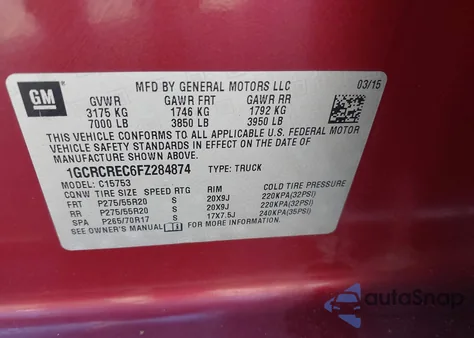 MFD BY GENERAL MOTORS LLC 03/15
GM
GVWR GAWR FRT GAWR RR
3175 KG 1746 KG 1792 KG
7000 LB 3850 LB 3950 LB
THIS VEHICLE CONFORMS TO ALL APPLICABLE U.S. FEDERAL MOTOR
VEHICLE SAFETY STANDARDS IN EFFECT ON THE DATE OF
MANUFACTURE SHOWN ABOVE.
1GCRCREC6FZ284874 TYPE: TRUCK
MODEL: C15753
CQNW TIRE SIZE SPEED RTG RIM COLD TIRE PRESSURE
FRT P275/55R20 S 20X9J 220KPA(32PSI)
RR P275/55R20 S 20X9J 220KPA(32PSI)
SPA P265/70R17 S 17X7.5J 240KPA(35PSI)
SEE OWNER'S MANUAL FOR MORE INFORMATION.
autoSnap